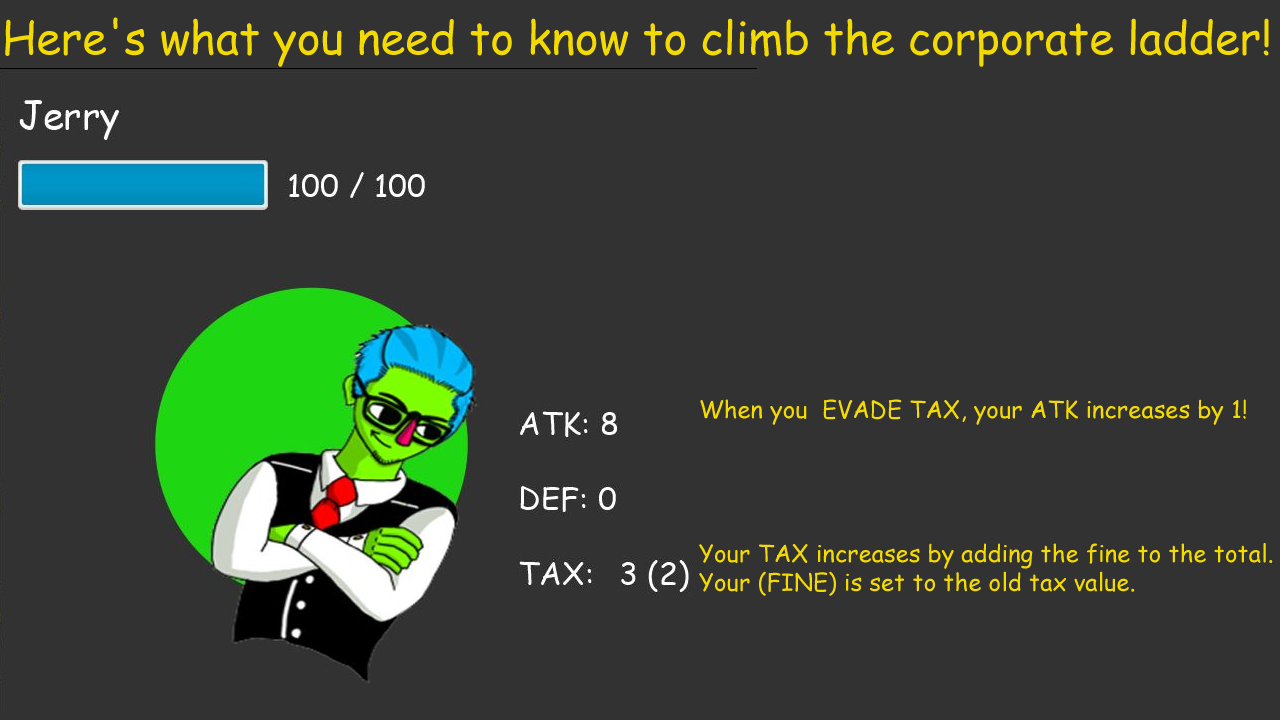 Here's what you need to know to climb the corporate ladder!
Jerry
100 / 100
ATK: 8
When you  EVADE TAX, your ATK increases by 1!
DEF: 0
TAX:   3 (2)
Your TAX increases by adding the fine to the total.
Your (FINE) is set to the old tax value.